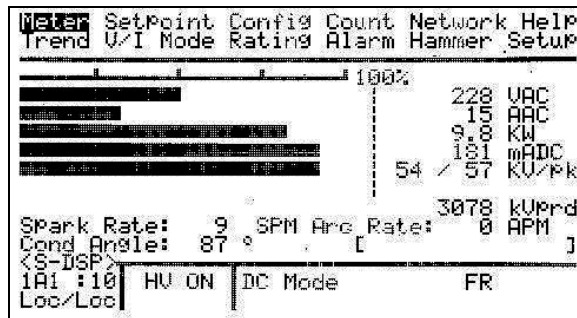 Meter Setpoint Config Count Network Help
Trend V/I Mode Rating Alarm Hammer Setup
100%
228 VAC
15 AAC
9.8 KW
181 mADC
54 / 57 KV/pk
3078 kVprd
Spark Rate: 9 SPM Arc Rate: 0 APM
Cond Angle: 87 ° [ ]
<S-DSP>
1A1 :10 HV ON DC Mode FR
Loc/Loc